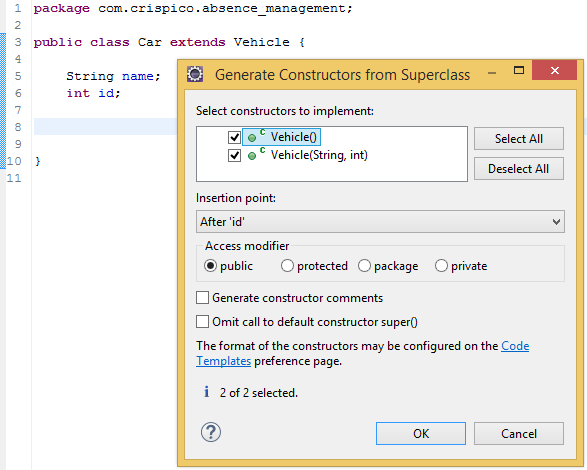 1 package com.crispico.absence_management;
2
3 public class Car extends Vehicle {
4
5 String name;
6 int id;
7
8
9
10 }
11
Generate Constructors from Superclass
Select constructors to implement:
C Vehicle()
C Vehicle(String, int)
Select All
Deselect All
Insertion point:
After 'id'
Access modifier
public protected package private
Generate constructor comments
Omit call to default constructor super()
The format of the constructors may be configured on the Code
Templates preference page.
i 2 of 2 selected.
?
OK Cancel